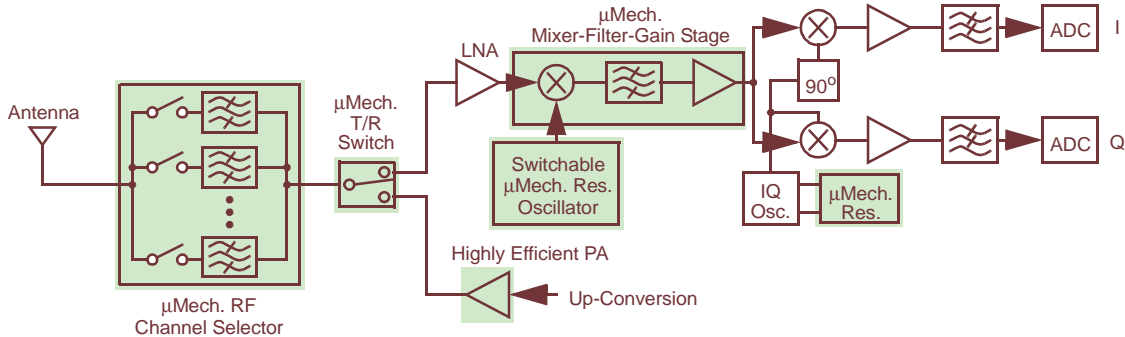 Antenna
μMech. RF
Channel Selector
μMech.
T/R
Switch
LNA
μMech.
Mixer-Filter-Gain Stage
Switchable
μMech. Res.
Oscillator
Highly Efficient PA
Up-Conversion
90°
ADC
I
IQ
Osc.
μMech.
Res.
ADC
Q